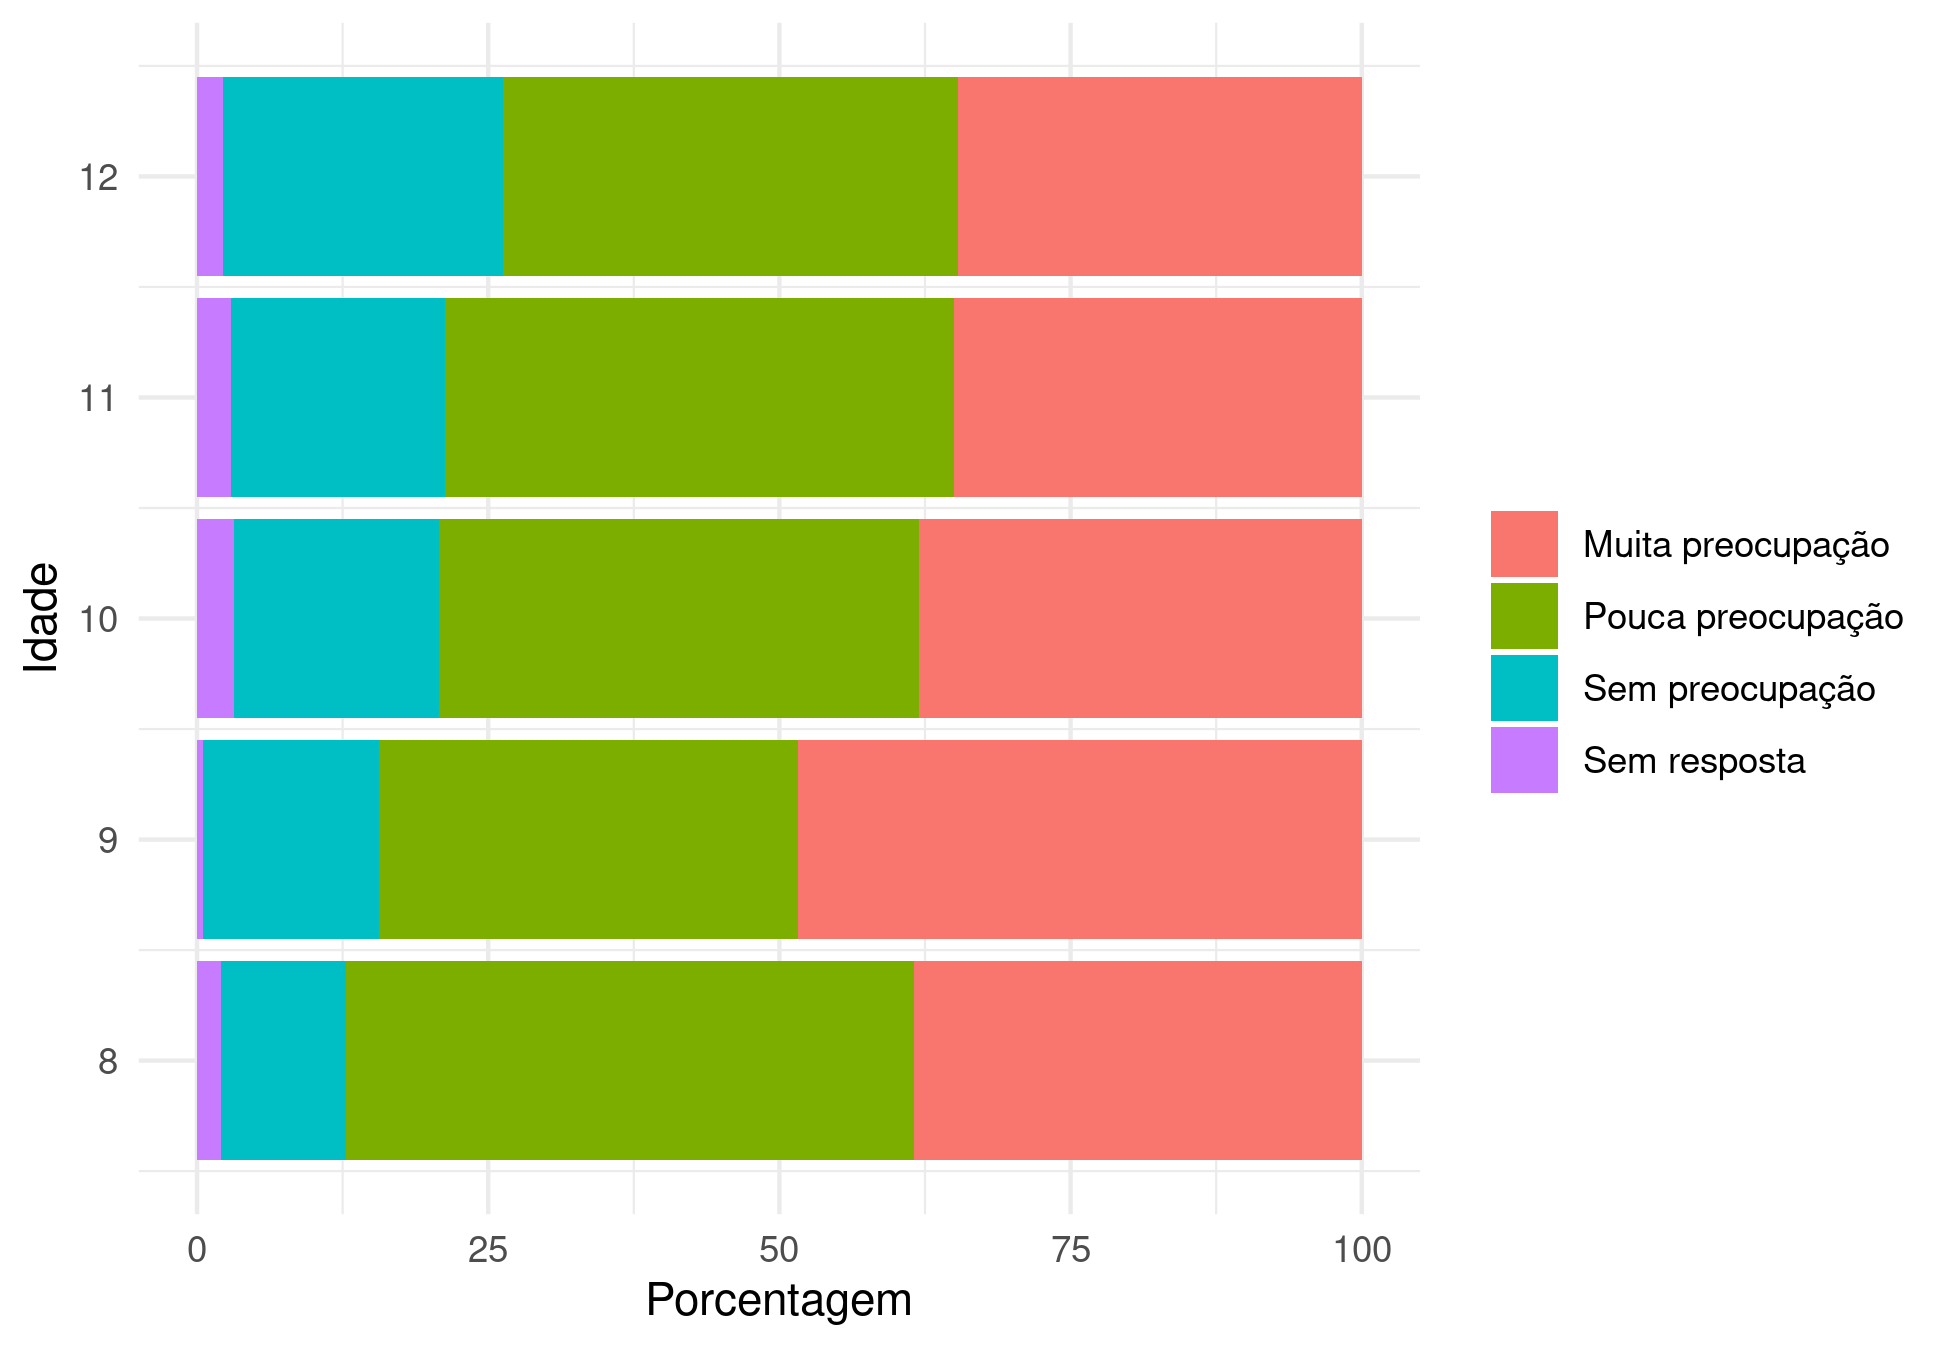 12
11
10
9
8
Idade
0 25 50 75 100
Porcentagem
Muita preocupação
Pouca preocupação
Sem preocupação
Sem resposta